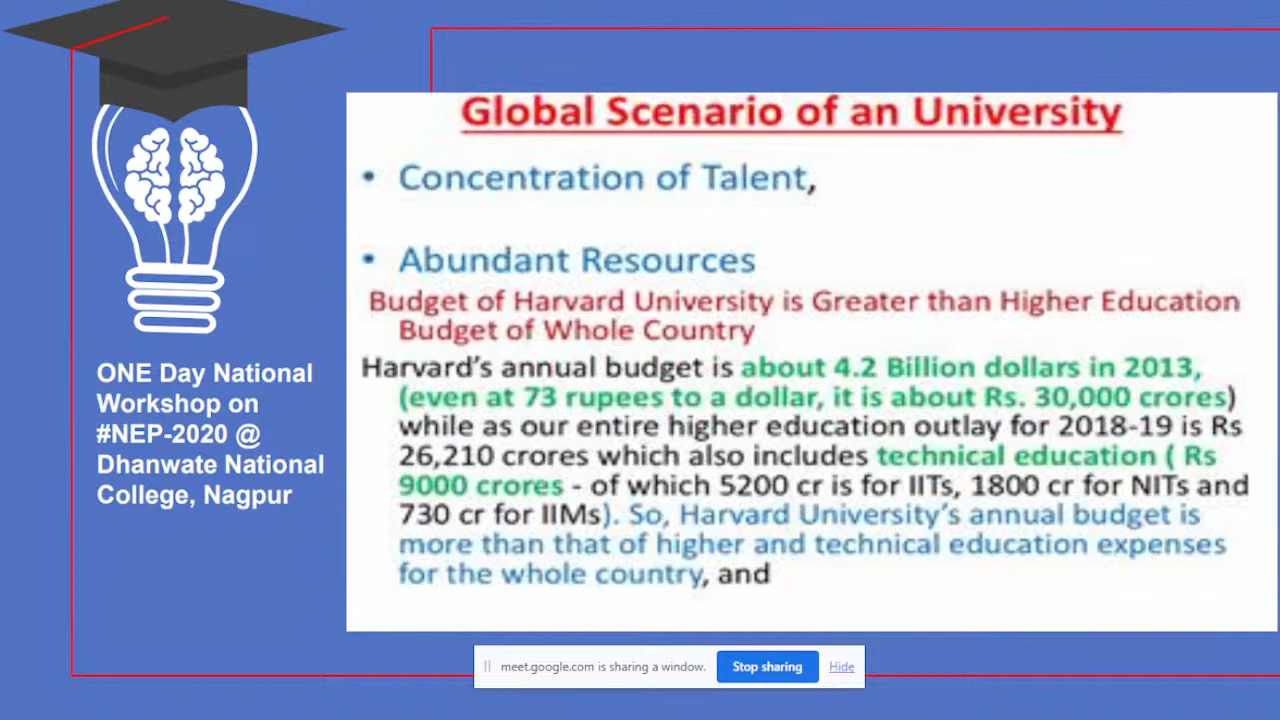 Global Scenario of an University
• Concentration of Talent,
• Abundant Resources
Budget of Harvard University is Greater than Higher Education
Budget of Whole Country
Harvard's annual budget is about 4.2 Billion dollars in 2013,
(even at 73 rupees to a dollar, it is about Rs. 30,000 crores)
while as our entire higher education outlay for 2018-19 is Rs
26,210 crores which also includes technical education ( Rs
9000 crores - of which 5200 cr is for IITs, 1800 cr for NITs and
730 cr for IIMs). So, Harvard University's annual budget is
more than that of higher and technical education expenses
for the whole country, and
ONE Day National
Workshop on
#NEP-2020 @
Dhanwate National
College, Nagpur
meet.google.com is sharing a window. Stop sharing Hide